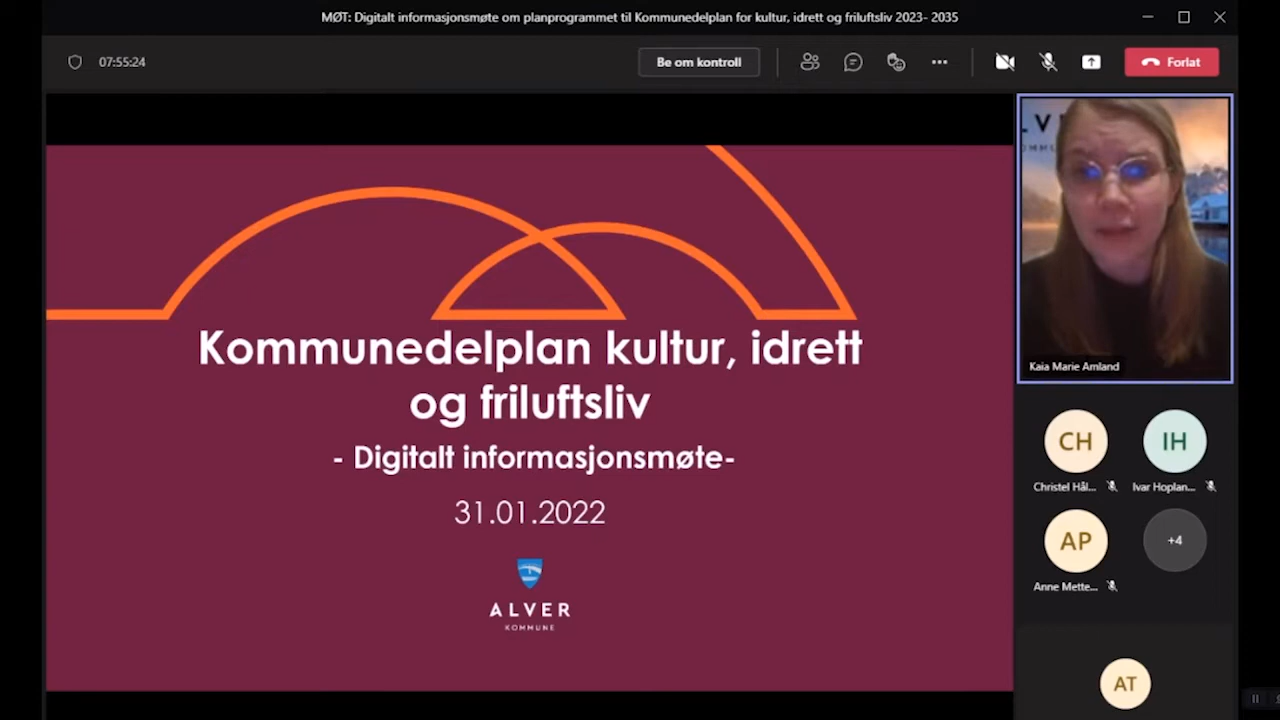 MØT: Digitalt informasjonsmøte om planprogrammet til Kommunedelplan for kultur, idrett og friluftsliv 2023- 2035
07:55:24
Be om kontroll
Forlat
Kommunedelplan kultur, idrett
og friluftsliv
- Digitalt informasjonsmøte-
31.01.2022
ALVER
KOMMUNE
Kaia Marie Amland
CH
IH
Christel Hål...
Ivar Hoplan...
AP
+4
Anne Mette...
AT